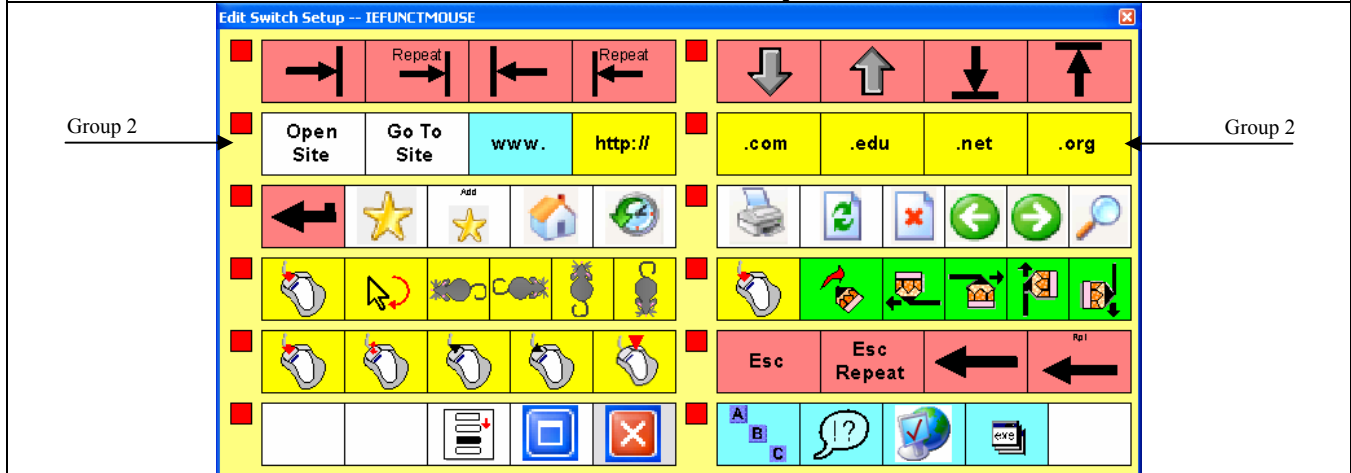 Edit Switch Setup -- IEFUNCTMOUSE
Repeat
Repeat
Group 2
Open Site
Go To Site
www.
http://
.com
.edu
.net
.org
Group 2
Add
Esc
Esc Repeat
Rpt
A
B
C
!?
exe